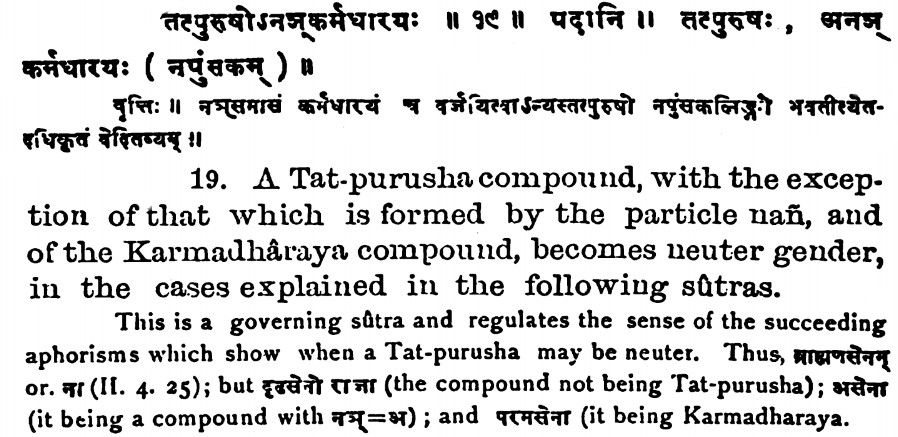 तत्पुरुषोऽनञ्कर्मधारयः ॥ १९ ॥ पदानि ॥ तत्पुरुषः , अनञ्
कर्मधारयः ( नपुंसकम् ) ॥
वृत्तिः ॥ नञ्समासं कर्मधारयं च वर्जयित्वाऽन्यस्तत्पुरुषो नपुंसकलिङ्गो भवतीत्येत-
दधिकृतं वेदितव्यम् ॥
19. A Tat-purusha compound, with the excep-
tion of that which is formed by the particle nañ, and
of the Karmadhâraya compound, becomes neuter gender,
in the cases explained in the following sûtras.
This is a governing sûtra and regulates the sense of the succeeding
aphorisms which show when a Tat-purusha may be neuter. Thus, ब्राह्मणसेनम्
or. ना (II. 4. 25); but दृढसेनो राजा (the compound not being Tat-purusha); असेना
(it being a compound with नञ्=अ) ; and परमसेना (it being Karmadharaya.